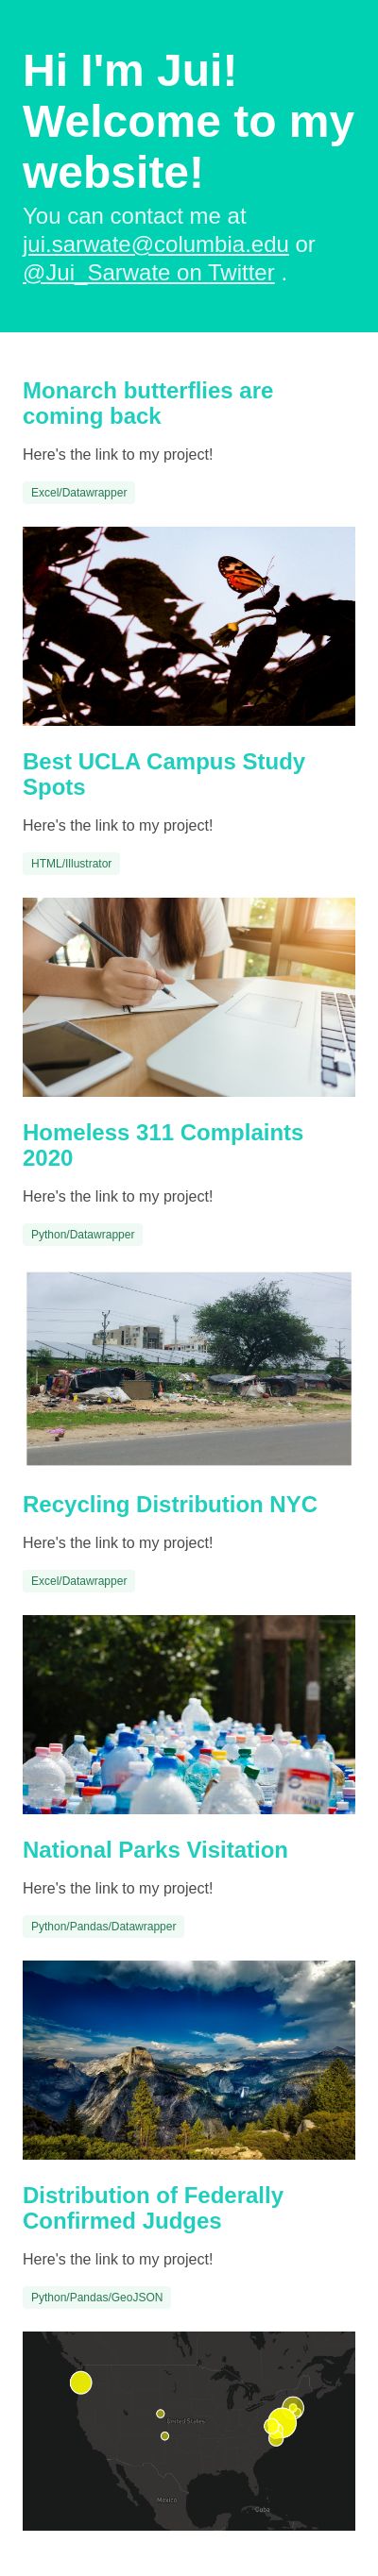 Hi I'm Jui!
Welcome to my
website!
You can contact me at
jui.sarwate@columbia.edu or
@Jui_Sarwate on Twitter .
Monarch butterflies are
coming back
Here's the link to my project!
Excel/Datawrapper
Best UCLA Campus Study
Spots
Here's the link to my project!
HTML/Illustrator
Homeless 311 Complaints
2020
Here's the link to my project!
Python/Datawrapper
Recycling Distribution NYC
Here's the link to my project!
Excel/Datawrapper
National Parks Visitation
Here's the link to my project!
Python/Pandas/Datawrapper
Distribution of Federally
Confirmed Judges
Here's the link to my project!
Python/Pandas/GeoJSON
United States
Mexico
Cuba